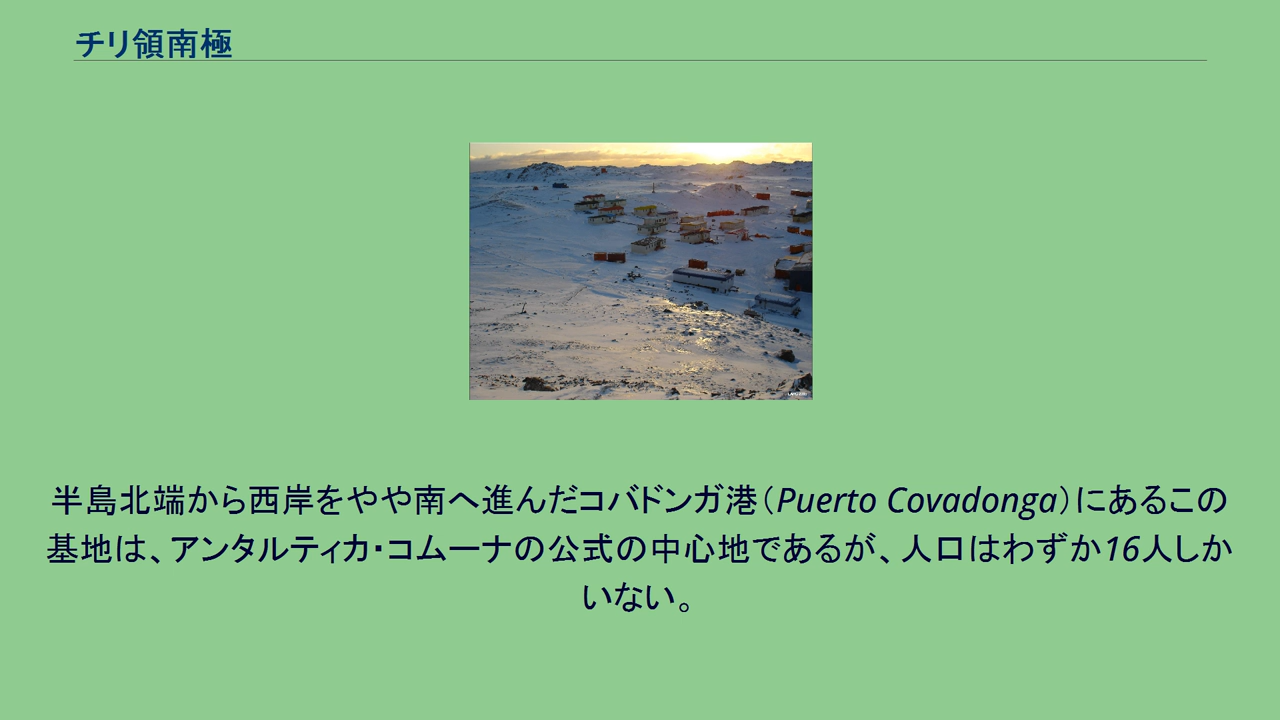 チリ領南極
半島北端から西岸をやや南へ進んだコバドンガ港（Puerto Covadonga）にあるこの
基地は、アンタルティカ・コムーナの公式の中心地であるが、人口はわずか16人しか
いない。